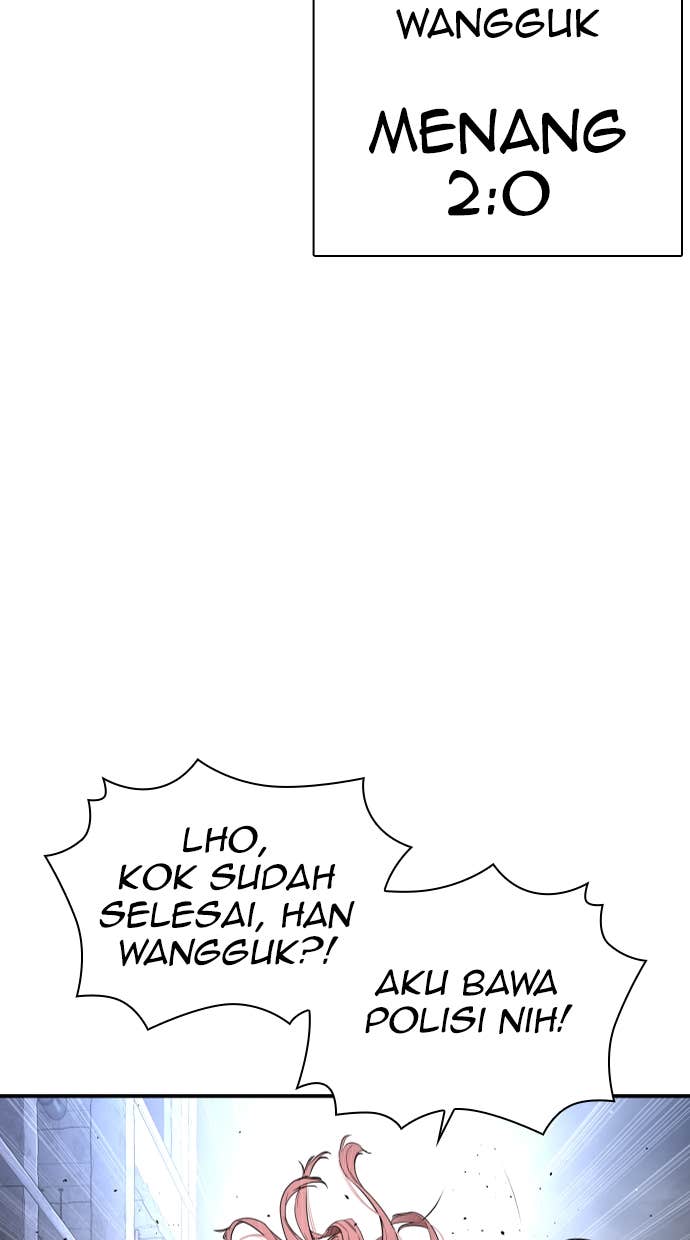 WANGGUK
MENANG
2:0
LHO,
KOK SUDAH
SELESAI, HAN
WANGGUK?!
AKU BAWA
POLISI NIH!